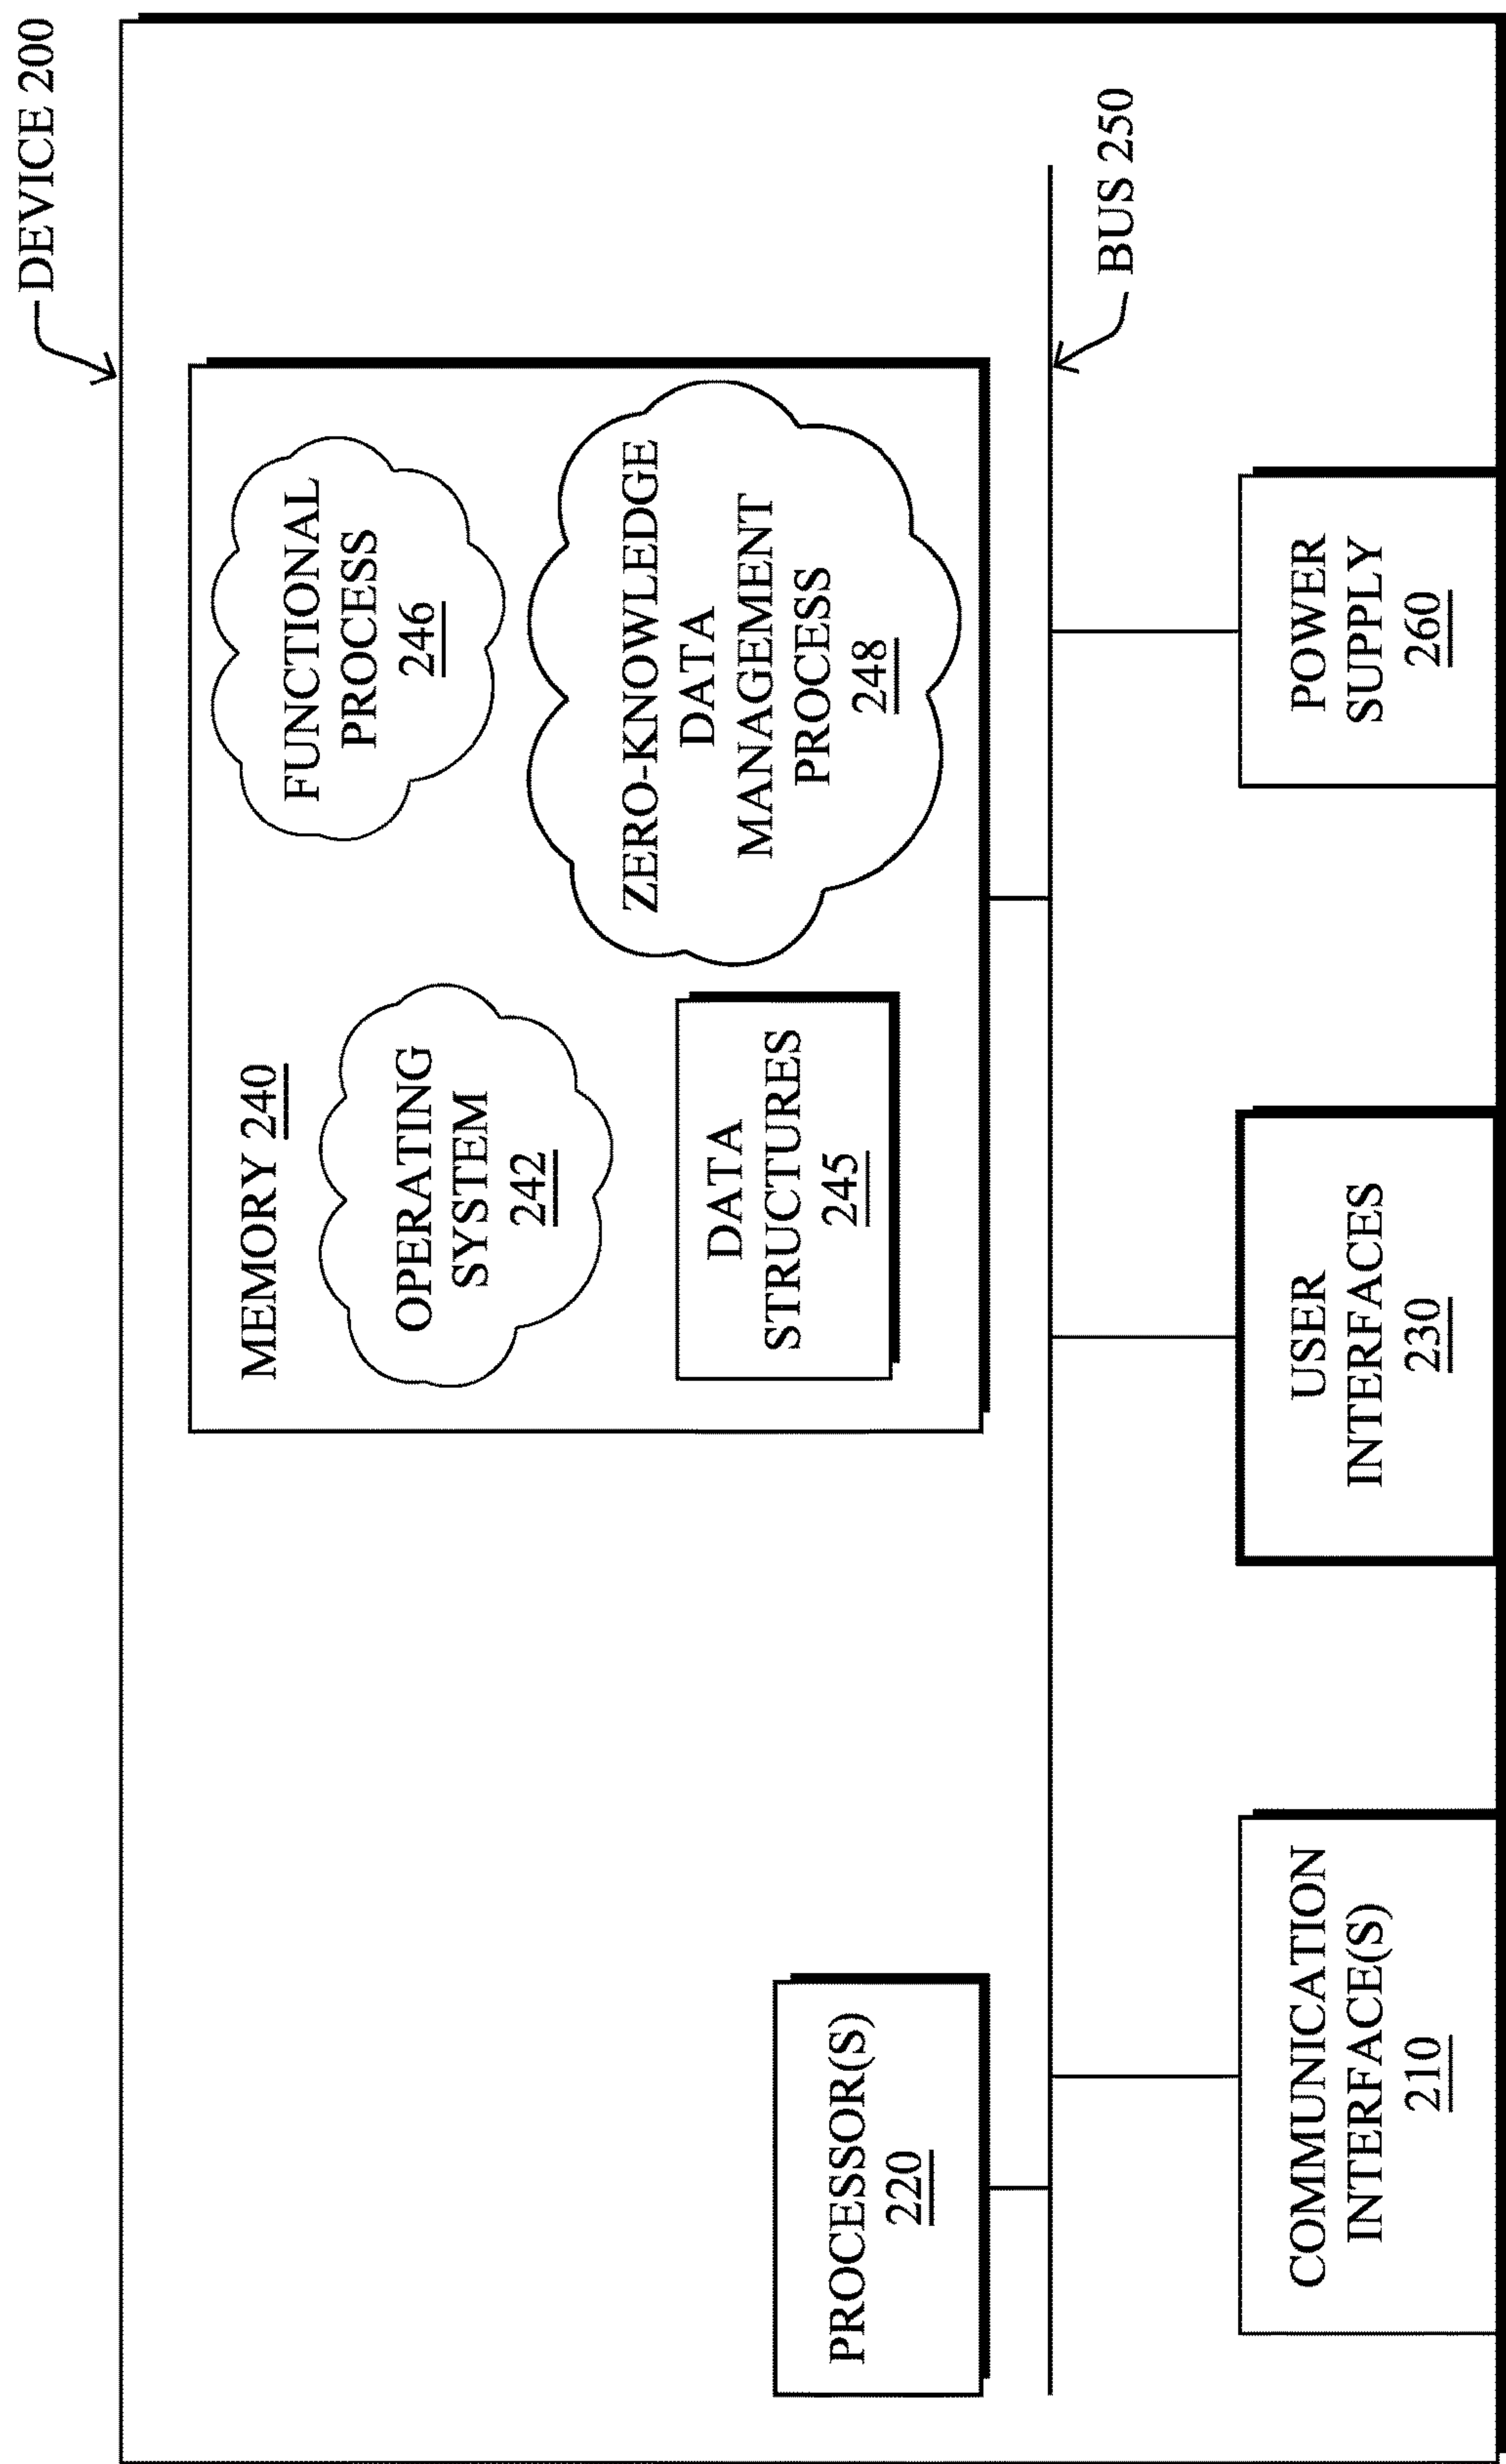 DEVICE 200
MEMORY 240
OPERATING
SYSTEM
242
FUNCTIONAL
PROCESS
246
DATA
STRUCTURES
245
ZERO-KNOWLEDGE
DATA
MANAGEMENT
PROCESS
248
PROCESSOR(S)
220
BUS 250
COMMUNICATION
INTERFACE(S)
210
USER
INTERFACES
230
POWER
SUPPLY
260